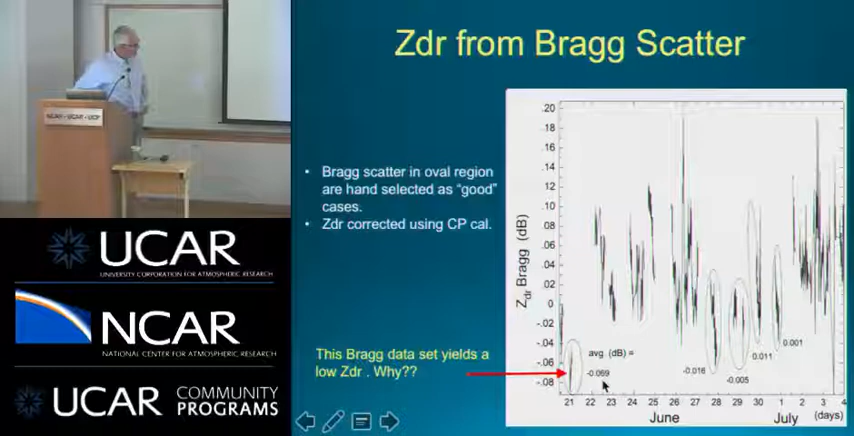 Zdr from Bragg Scatter
NCAR • UCAR • UCP
• Bragg scatter in oval region
are hand selected as “good”
cases.
• Zdr corrected using CP cal.
This Bragg data set yields a
low Zdr . Why??
Zdr Bragg (dB)
.20
.18
.16
.14
.12
.10
.08
.06
.04
.02
0
-.02
-.04
-.06
-.08
avg (dB) =
-0.069
-0.016
-0.005
0.011
0.001
21 22 23 24 25 26 27 28 29 30 1 2 3 4
June July (days)
UCAR
UNIVERSITY CORPORATION FOR ATMOSPHERIC RESEARCH
NCAR
NATIONAL CENTER FOR ATMOSPHERIC RESEARCH
UCAR COMMUNITY
PROGRAMS